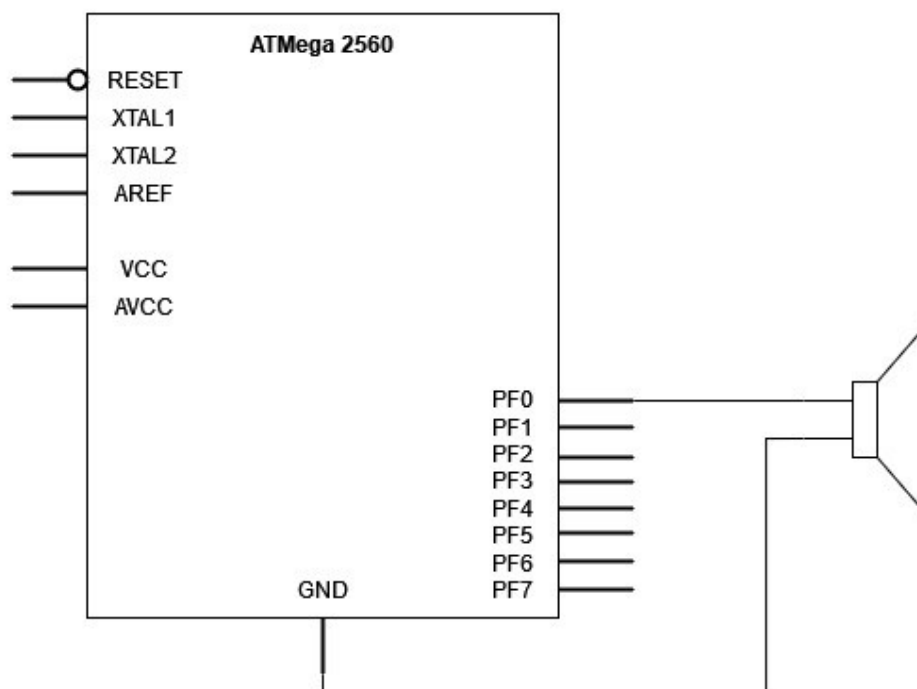 ATMega 2560
RESET
XTAL1
XTAL2
AREF
VCC
AVCC
PF0
PF1
PF2
PF3
PF4
PF5
PF6
PF7
GND